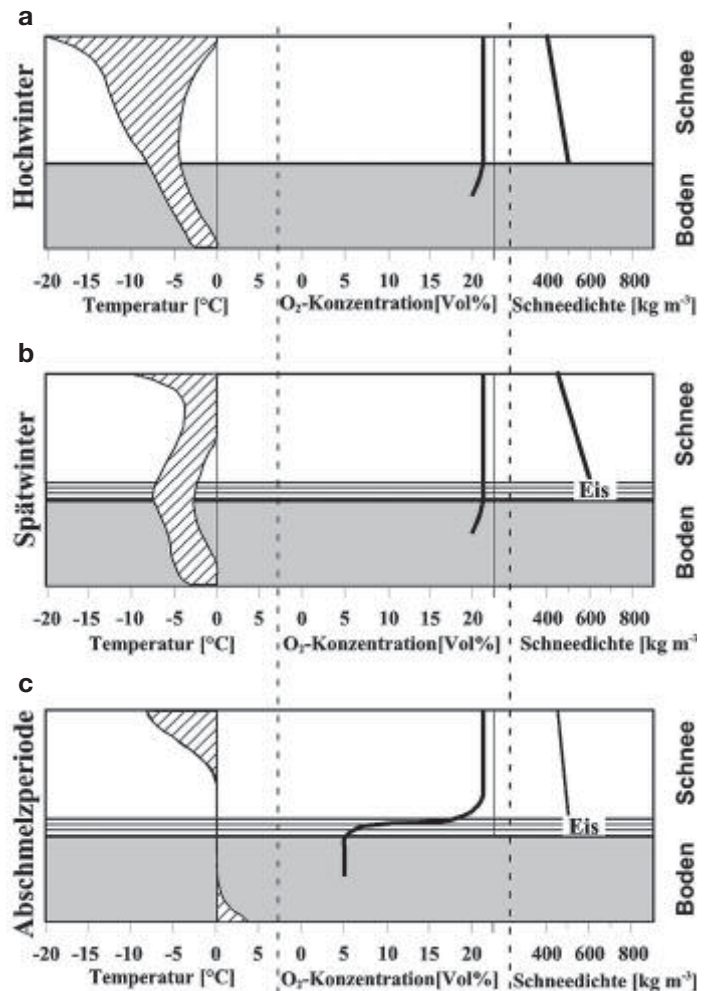 a
Hochwinter
Schnee
Boden
-20 -15 -10 -5 0 5 0 5 10 15 20 400 600 800
Temperatur [°C] O₂-Konzentration[Vol%] Schneedichte [kg m⁻³]
b
Spätwinter
Schnee
Eis
Boden
-20 -15 -10 -5 0 5 0 5 10 15 20 400 600 800
Temperatur [°C] O₂-Konzentration[Vol%] Schneedichte [kg m⁻³
c
Abschmelzperiode
Schnee
Eis
Boden
-20 -15 -10 -5 0 5 0 5 10 15 20 400 600 800
Temperatur [°C] O₂-Konzentration[Vol%] Schneedichte [kg m⁻³]